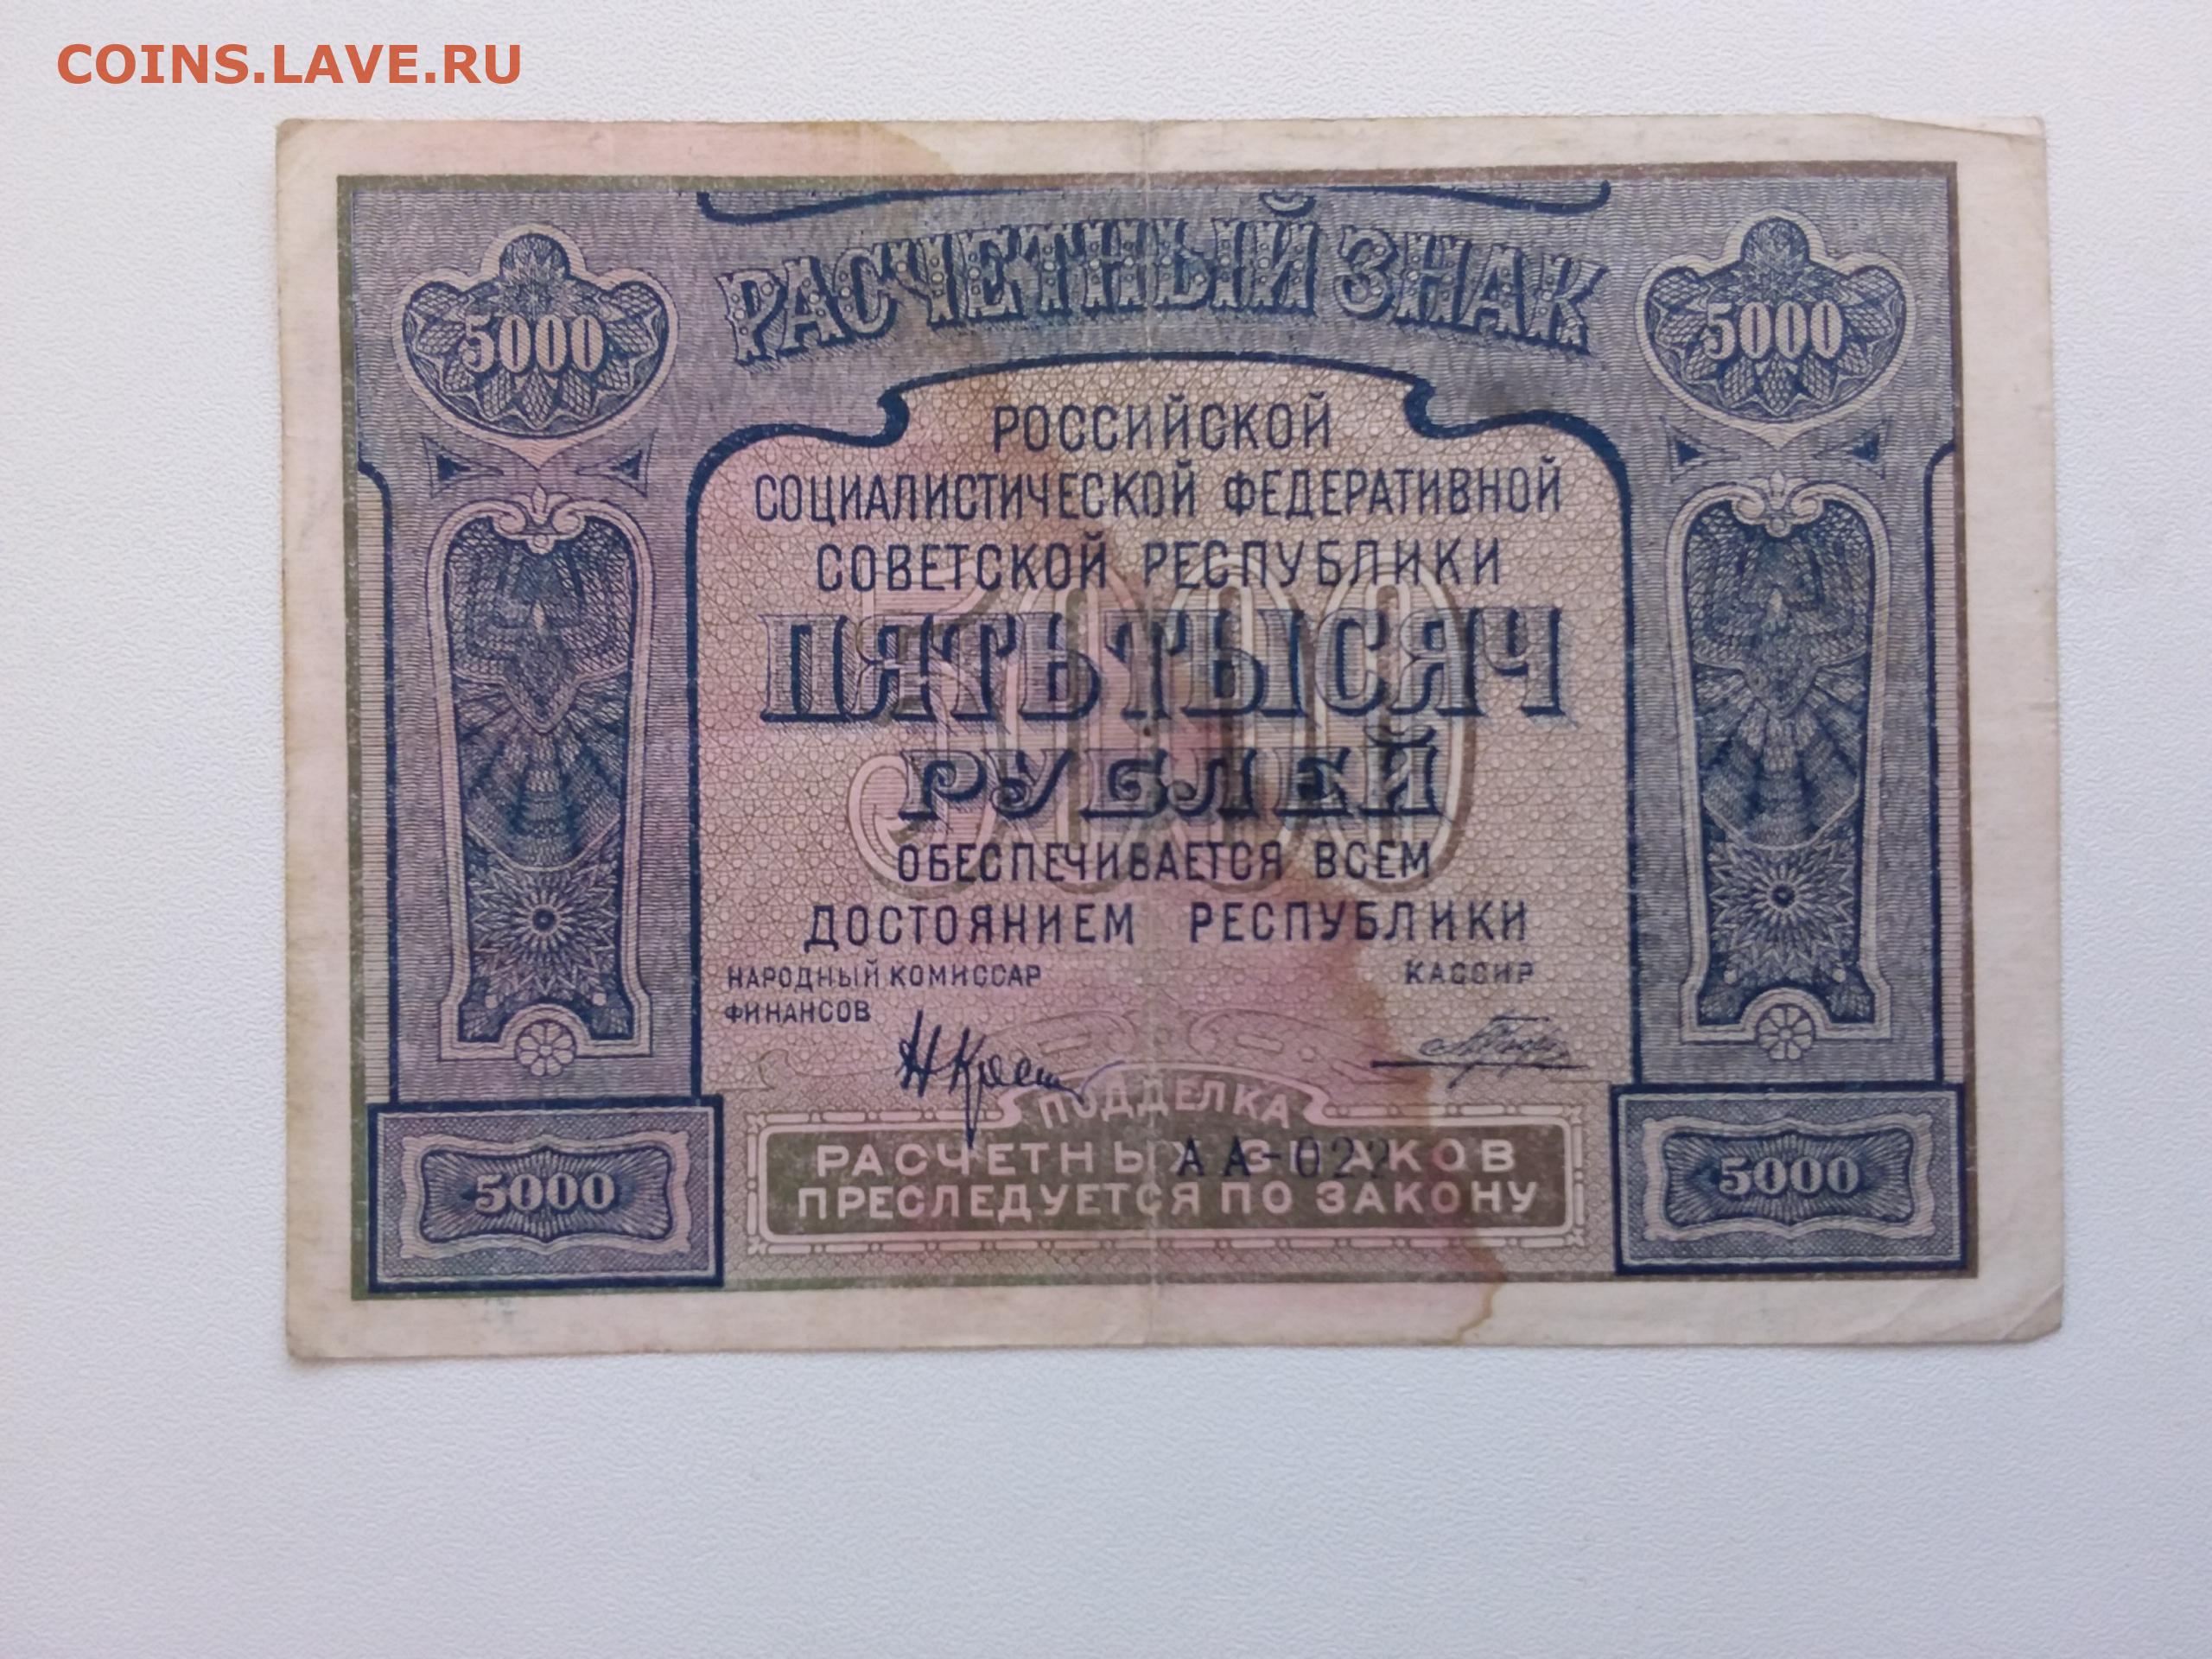 COINS.LAVE.RU
РАСЧЕТНЫЙ ЗНАК
5000
5000
РОССИЙСКОЙ
СОЦИАЛИСТИЧЕСКОЙ ФЕДЕРАТИВНОЙ
СОВЕТСКОЙ РЕСПУБЛИКИ
5000
ПЯТЬ ТЫСЯЧ
РУБЛЕЙ
ОБЕСПЕЧИВАЕТСЯ ВСЕМ
ДОСТОЯНИЕМ РЕСПУБЛИКИ
НАРОДНЫЙ КОМИССАР
ФИНАНСОВ
КАССИР
ПОДДЕЛКА
РАСЧЕТНЫХ ЗНАКОВ
ПРЕСЛЕДУЕТСЯ ПО ЗАКОНУ
5000
5000